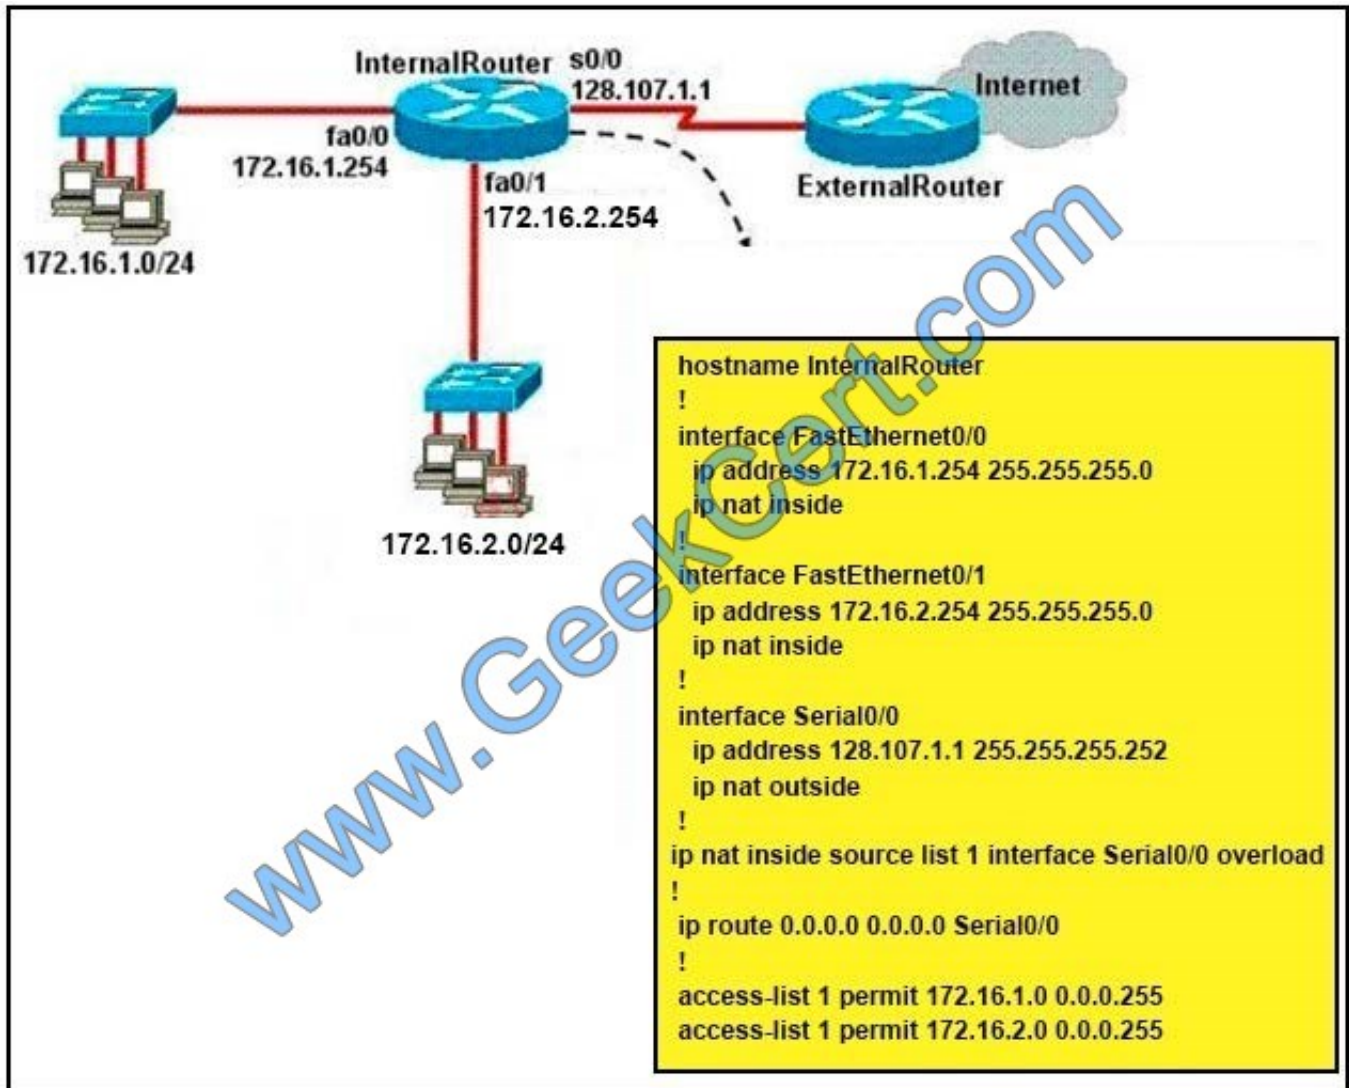 InternalRouter
s0/0
128.107.1.1
Internet
fa0/0
172.16.1.254
fa0/1
172.16.2.254
ExternalRouter
172.16.1.0/24
172.16.2.0/24
hostname InternalRouter
!
interface FastEthernet0/0
ip address 172.16.1.254 255.255.255.0
ip nat inside
!
interface FastEthernet0/1
ip address 172.16.2.254 255.255.255.0
ip nat inside
!
interface Serial0/0
ip address 128.107.1.1 255.255.255.252
ip nat outside
!
ip nat inside source list 1 interface Serial0/0 overload
!
ip route 0.0.0.0 0.0.0.0 Serial0/0
!
access-list 1 permit 172.16.1.0 0.0.0.255
access-list 1 permit 172.16.2.0 0.0.0.255
www.GeekCert.com